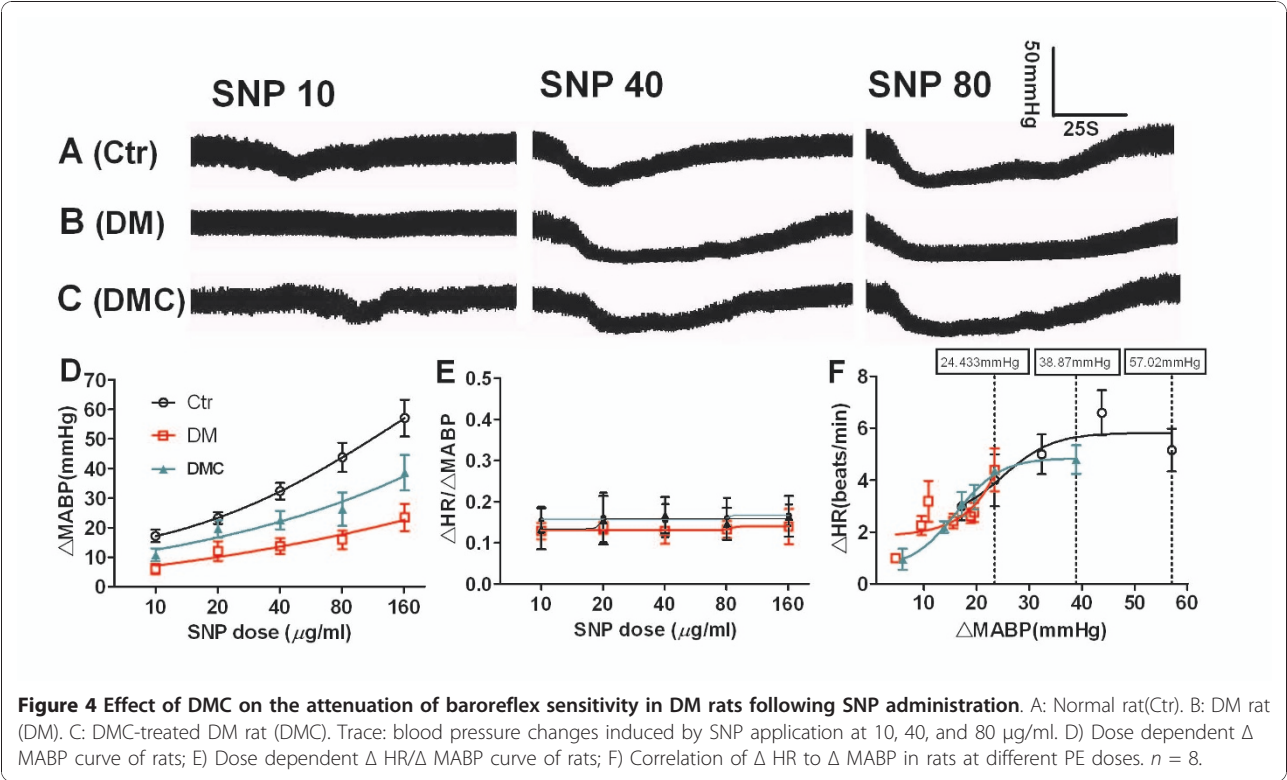 SNP 10
SNP 40
SNP 80
50mmHg
25S
A (Ctr)
B (DM)
C (DMC)
D
70
60
50
40
30
20
10
0
△MABP(mmHg)
Ctr
DM
DMC
10 20 40 80 160
SNP dose (μg/ml)
E
0.5
0.4
0.3
0.2
0.1
0.0
△HR/△MABP
10 20 40 80 160
SNP dose (μg/ml)
F
24.433mmHg
38.87mmHg
57.02mmHg
8
6
4
2
0
△HR(beats/min)
10 20 30 40 50 60
△MABP(mmHg)
Figure 4 Effect of DMC on the attenuation of baroreflex sensitivity in DM rats following SNP administration. A: Normal rat(Ctr). B: DM rat
(DM). C: DMC-treated DM rat (DMC). Trace: blood pressure changes induced by SNP application at 10, 40, and 80 μg/ml. D) Dose dependent Δ
MABP curve of rats; E) Dose dependent Δ HR/Δ MABP curve of rats; F) Correlation of Δ HR to Δ MABP in rats at different PE doses. n = 8.